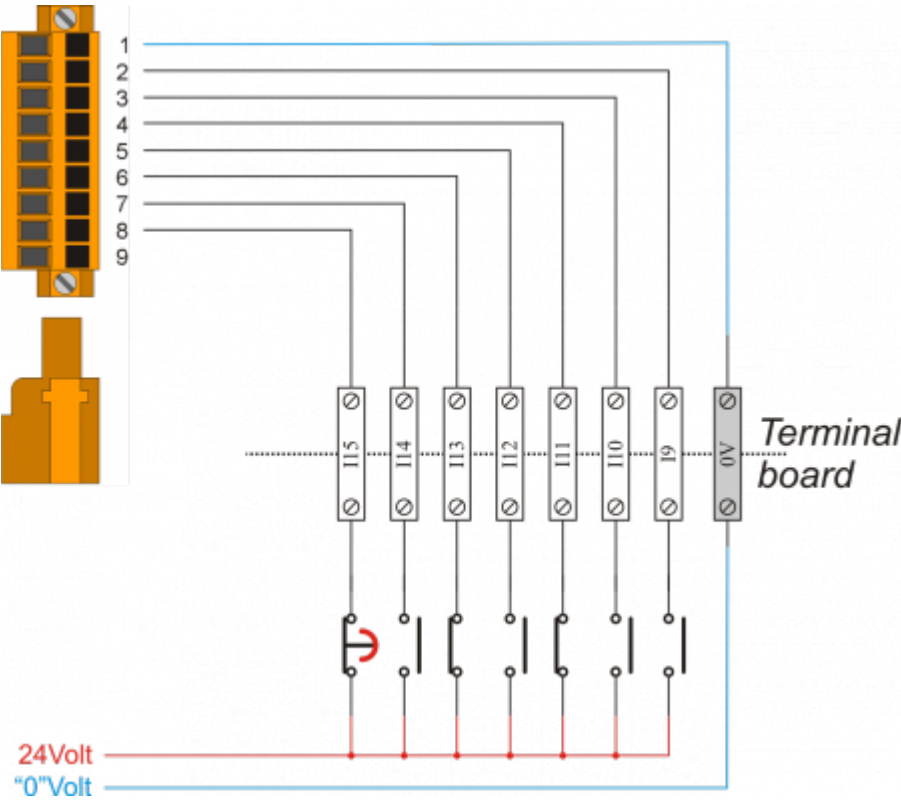 1
2
3
4
5
6
7
8
9
I15
I14
I13
I12
I11
I10
I9
0V
Terminal
board
24Volt
“0”Volt